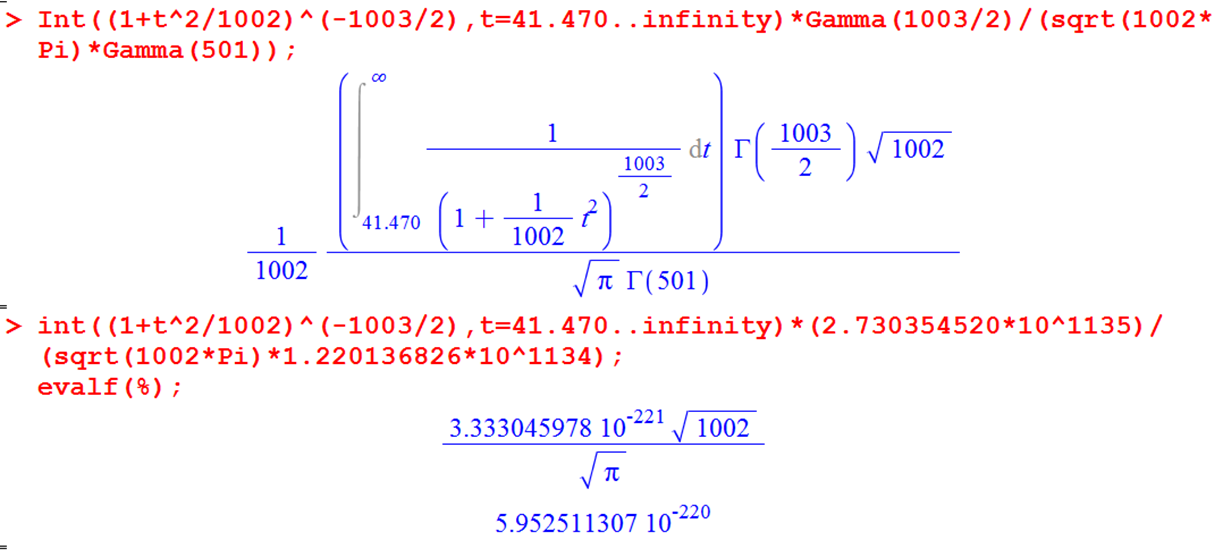 > Int((1+t^2/1002)^(-1003/2),t=41.470..infinity)*Gamma(1003/2)/(sqrt(1002*
Pi)*Gamma(501));
∞
1
∫ dt Γ(1003/2) √1002
41.470 (1 + 1/1002 t²)^(1003/2)
1/1002
√π Γ(501)
> int((1+t^2/1002)^(-1003/2),t=41.470..infinity)*(2.730354520*10^1135)/
(sqrt(1002*Pi)*1.220136826*10^1134);
evalf(%);
3.333045978 10^-221 √1002
√π
5.952511307 10^-220